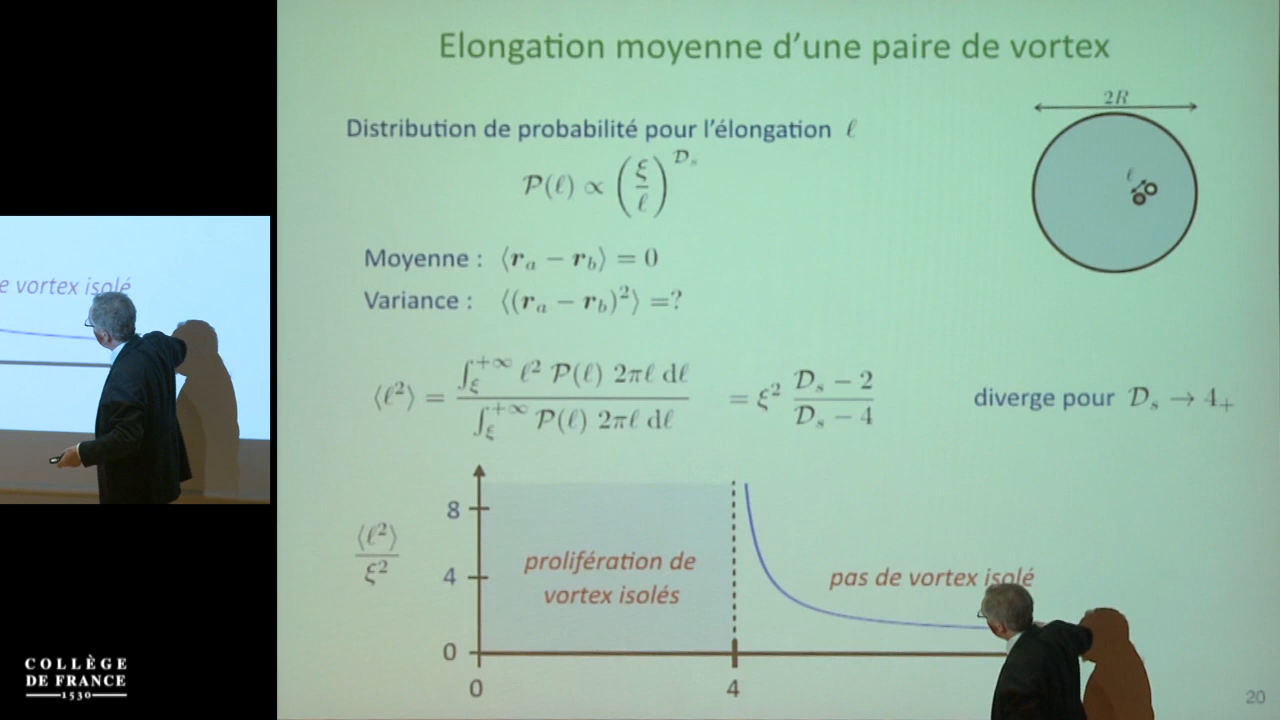 Elongation moyenne d'une paire de vortex
2R
Distribution de probabilité pour l'élongation ℓ
𝒫(ℓ) ∝ (ξ/ℓ)^𝒟ₛ
ℓ
Moyenne : ⟨rₐ − r_b⟩ = 0
Variance : ⟨(rₐ − r_b)²⟩ =?
⟨ℓ²⟩ = ∫_ξ^{+∞} ℓ² 𝒫(ℓ) 2πℓ dℓ / ∫_ξ^{+∞} 𝒫(ℓ) 2πℓ dℓ = ξ² (𝒟ₛ − 2)/(𝒟ₛ − 4) diverge pour 𝒟ₛ → 4₊
⟨ℓ²⟩/ξ²
8
4
0
prolifération de
vortex isolés
pas de vortex isolé
0
4
20
e vortex isolé
COLLÈGE
DE FRANCE
1530